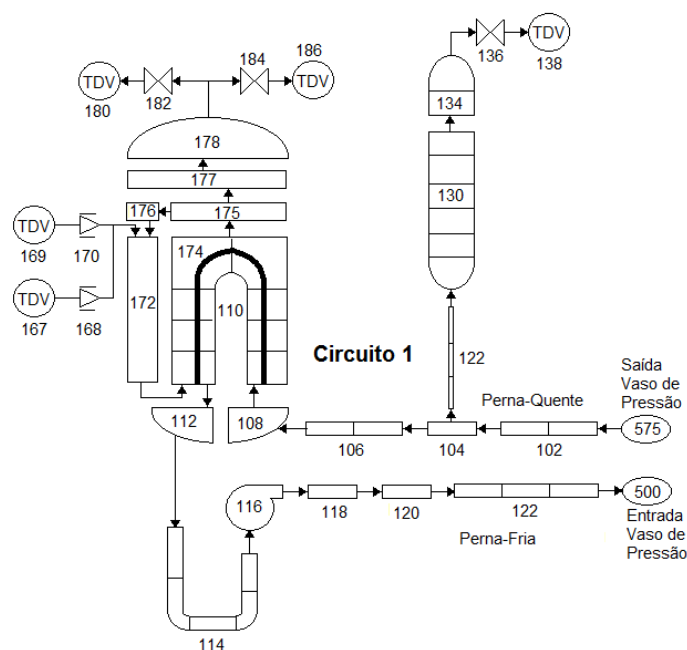 186
184
TDV
TDV
180
182
178
177
176
175
TDV
169
170
174
172
TDV
167
168
110
136
TDV
138
134
130
Circuito 1
122
Saída
Vaso de
Pressão
Perna-Quente
112
108
106
104
102
575
116
118
120
122
500
Perna-Fria
Entrada
Vaso de
Pressão
114